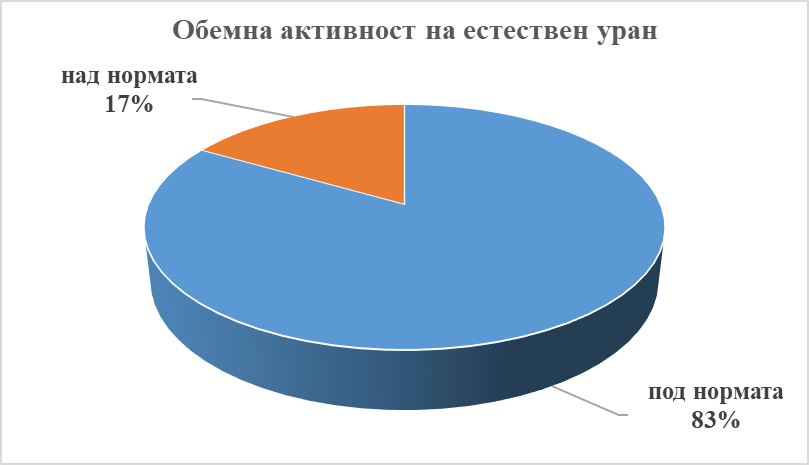 Обемна активност на естествен уран
над нормата
17%
под нормата
83%